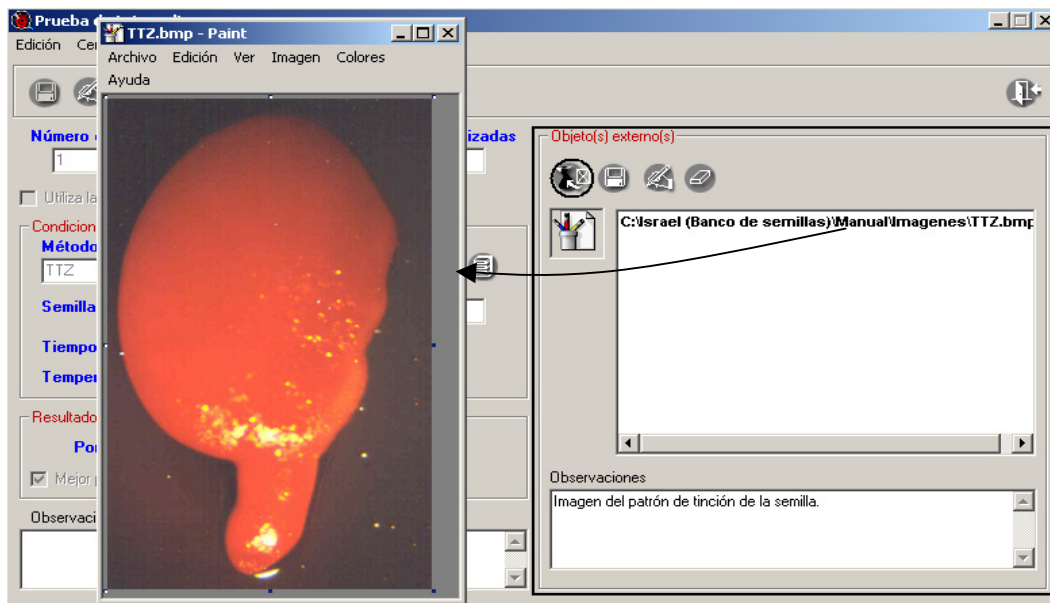 Prueba
Edición
TTZ.bmp - Paint
Archivo Edición Ver Imagen Colores
Ayuda
Número
izadas
1
Utiliza la
Condicion
Método
TTZ
Semilla
Tiempo
Temper
Resultado
Mejor
Observaci
Objeto(s) externo(s)
C:\Israel (Banco de semillas)\Manual\Imagenes\TTZ.bmp
Observaciones
Imagen del patrón de tinción de la semilla.